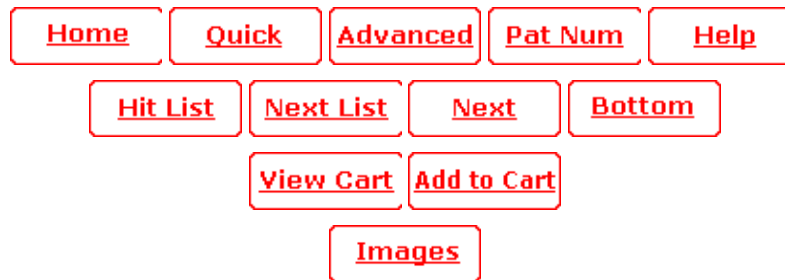 Home Quick Advanced Pat Num Help
Hit List Next List Next Bottom
View Cart Add to Cart
Images